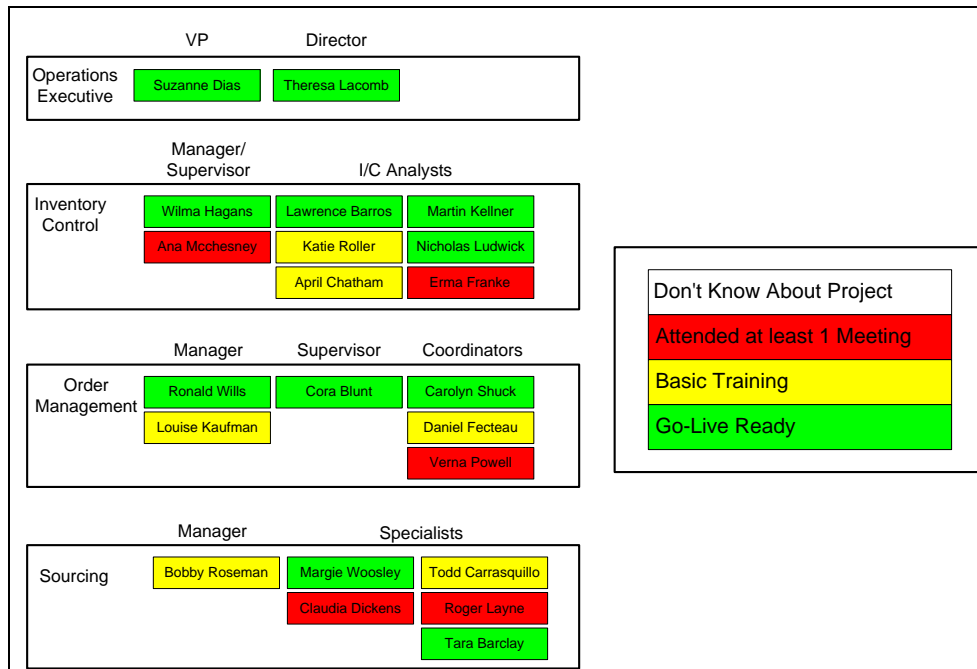 VP Director
Operations
Executive
Suzanne Dias Theresa Lacomb
Manager/
Supervisor
I/C Analysts
Inventory
Control
Wilma Hagans Lawrence Barros Martin Kellner
Ana Mcchesney Katie Roller Nicholas Ludwick
April Chatham Erma Franke
Manager Supervisor Coordinators
Order
Management
Ronald Wills Cora Blunt Carolyn Shuck
Louise Kaufman Daniel Fecteau
Verna Powell
Manager Specialists
Sourcing
Bobby Roseman Margie Woosley Todd Carrasquillo
Claudia Dickens Roger Layne
Tara Barclay
Don't Know About Project
Attended at least 1 Meeting
Basic Training
Go-Live Ready